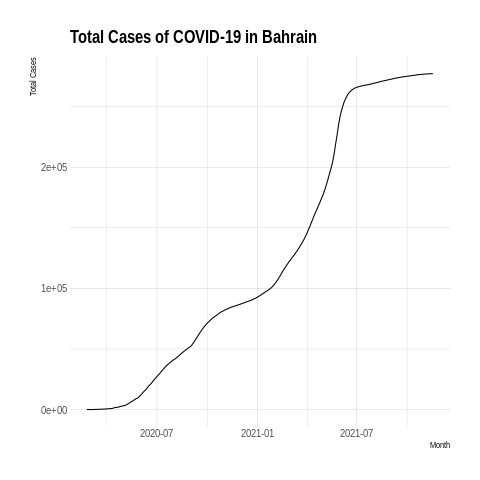 Total Cases of COVID-19 in Bahrain
Total Cases
2e+05
1e+05
0e+00
2020-07 2021-01 2021-07
Month